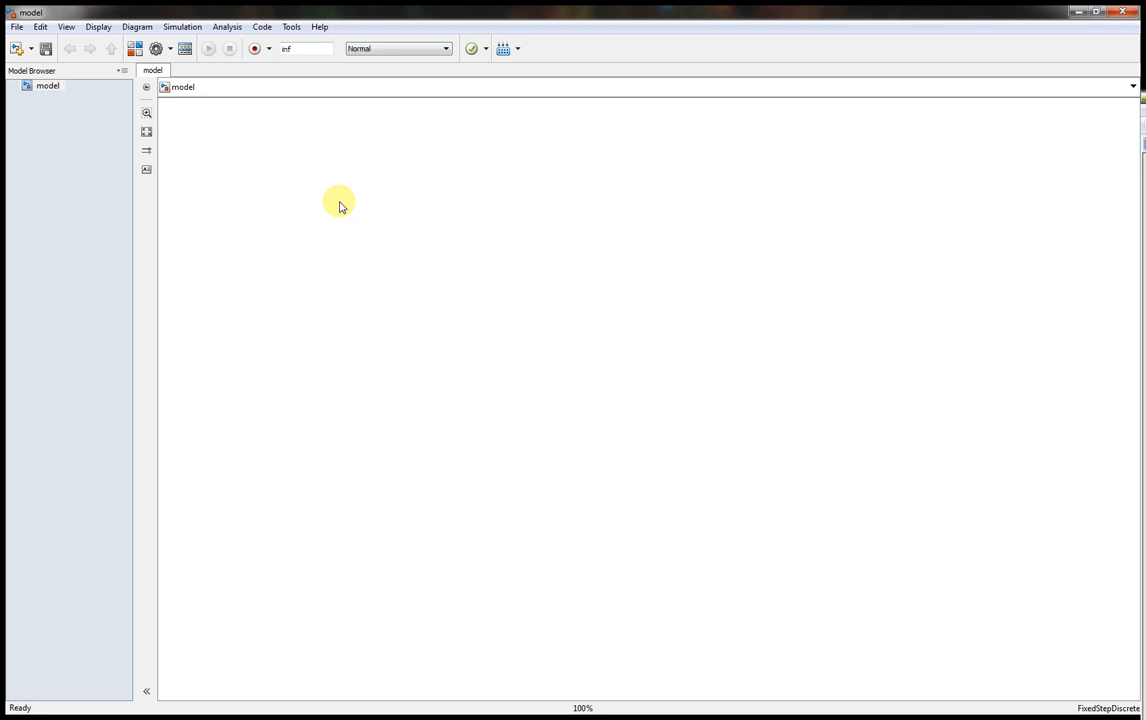 model
File Edit View Display Diagram Simulation Analysis Code Tools Help
inf Normal
Model Browser model
model model
Ready 100% FixedStepDiscrete